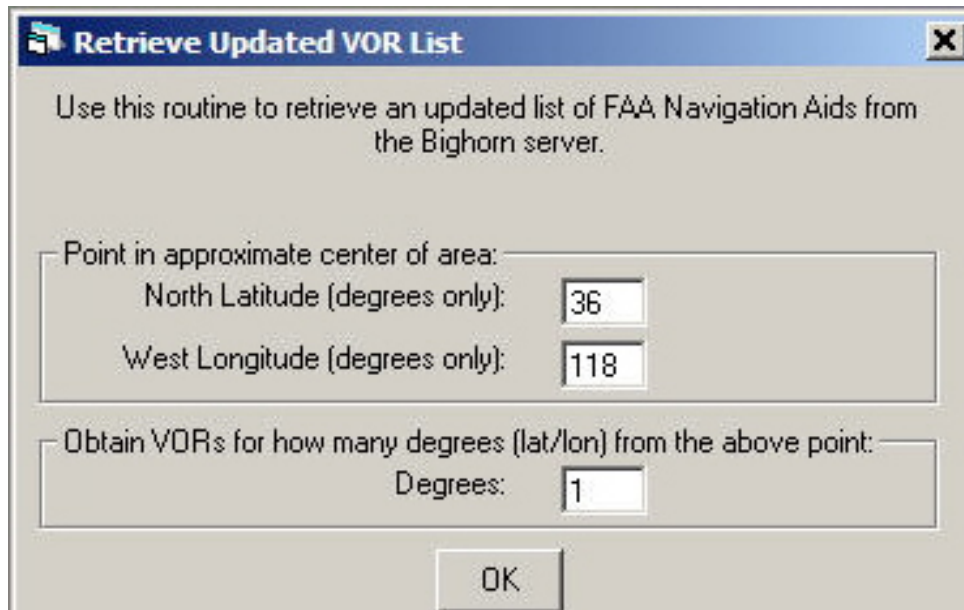 Retrieve Updated VOR List
Use this routine to retrieve an updated list of FAA Navigation Aids from
the Bighorn server.
Point in approximate center of area:
North Latitude (degrees only): 36
West Longitude (degrees only): 118
Obtain VORs for how many degrees (lat/lon) from the above point:
Degrees: 1
OK